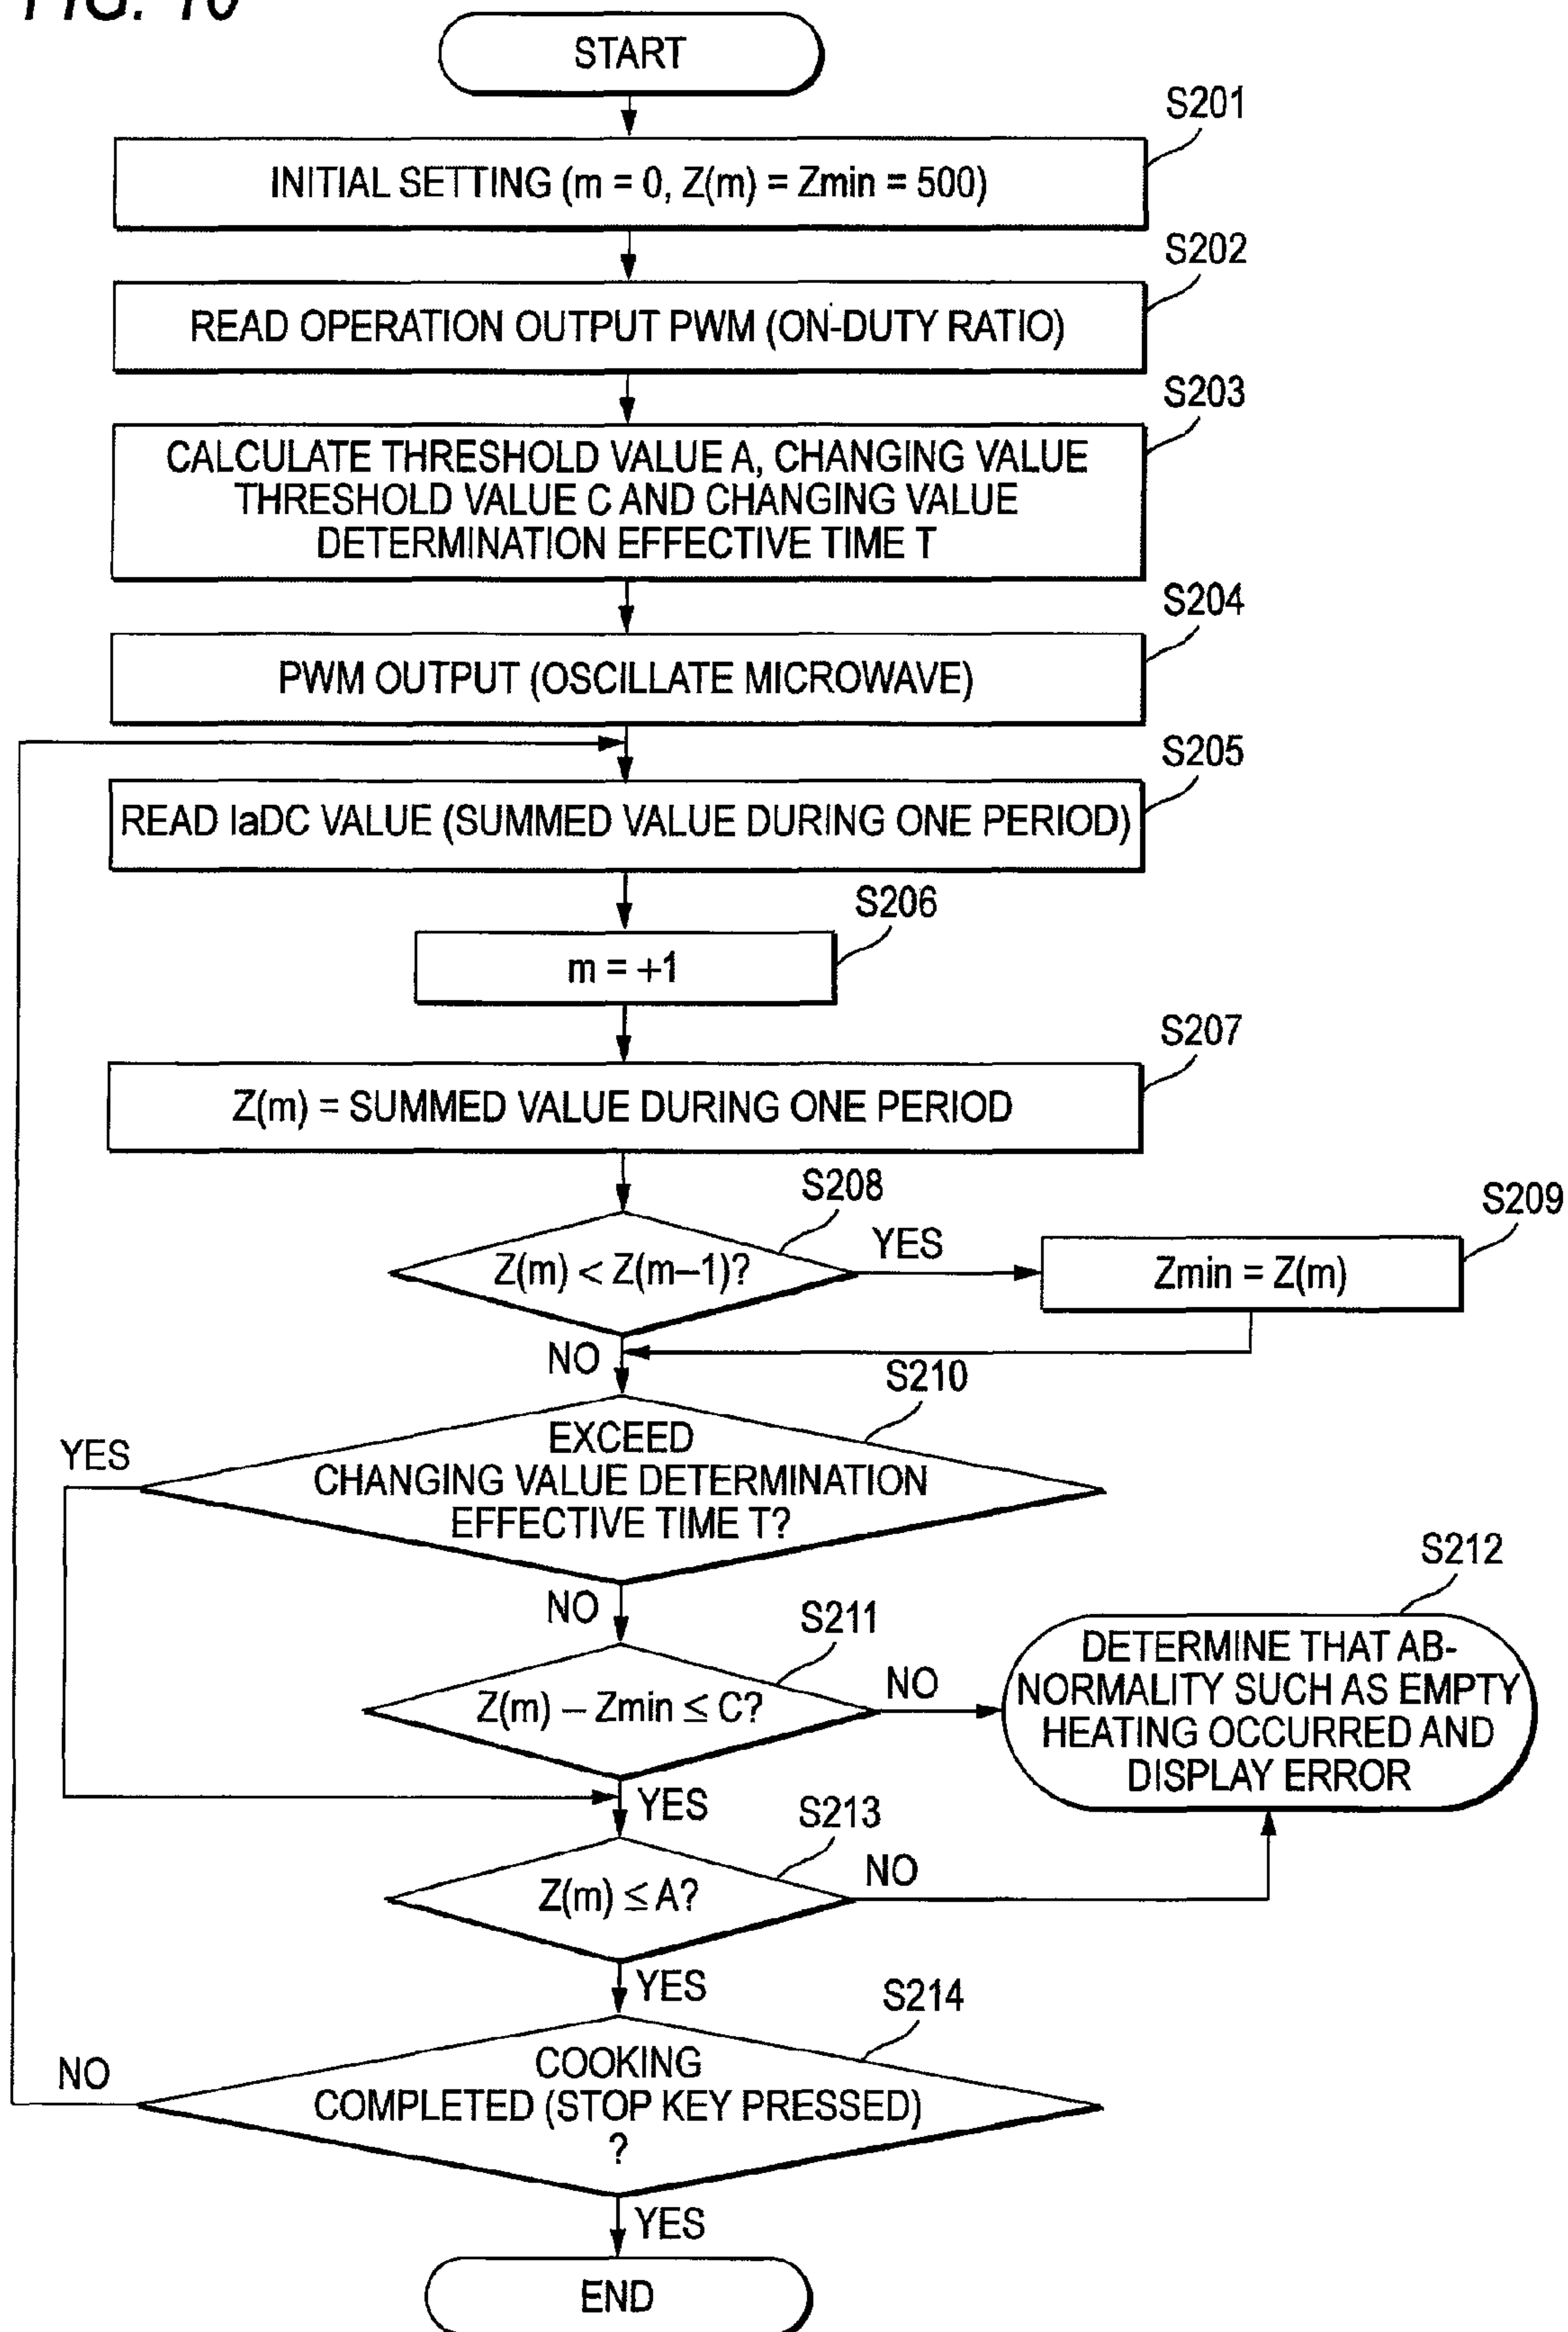 FIG. 10
START
S201
INITIAL SETTING (m = 0, Z(m) = Zmin = 500)
S202
READ OPERATION OUTPUT PWM (ON-DUTY RATIO)
S203
CALCULATE THRESHOLD VALUE A, CHANGING VALUE
THRESHOLD VALUE C AND CHANGING VALUE
DETERMINATION EFFECTIVE TIME T
S204
PWM OUTPUT (OSCILLATE MICROWAVE)
S205
READ IaDC VALUE (SUMMED VALUE DURING ONE PERIOD)
S206
m = +1
S207
Z(m) = SUMMED VALUE DURING ONE PERIOD
S208
Z(m) < Z(m–1)?
YES
S209
Zmin = Z(m)
NO
S210
EXCEED
CHANGING VALUE DETERMINATION
EFFECTIVE TIME T?
YES
NO
S211
Z(m) – Zmin ≤ C?
NO
S212
DETERMINE THAT AB-
NORMALITY SUCH AS EMPTY
HEATING OCCURRED AND
DISPLAY ERROR
YES
S213
Z(m) ≤ A?
NO
YES
S214
COOKING
COMPLETED (STOP KEY PRESSED)
?
NO
YES
END